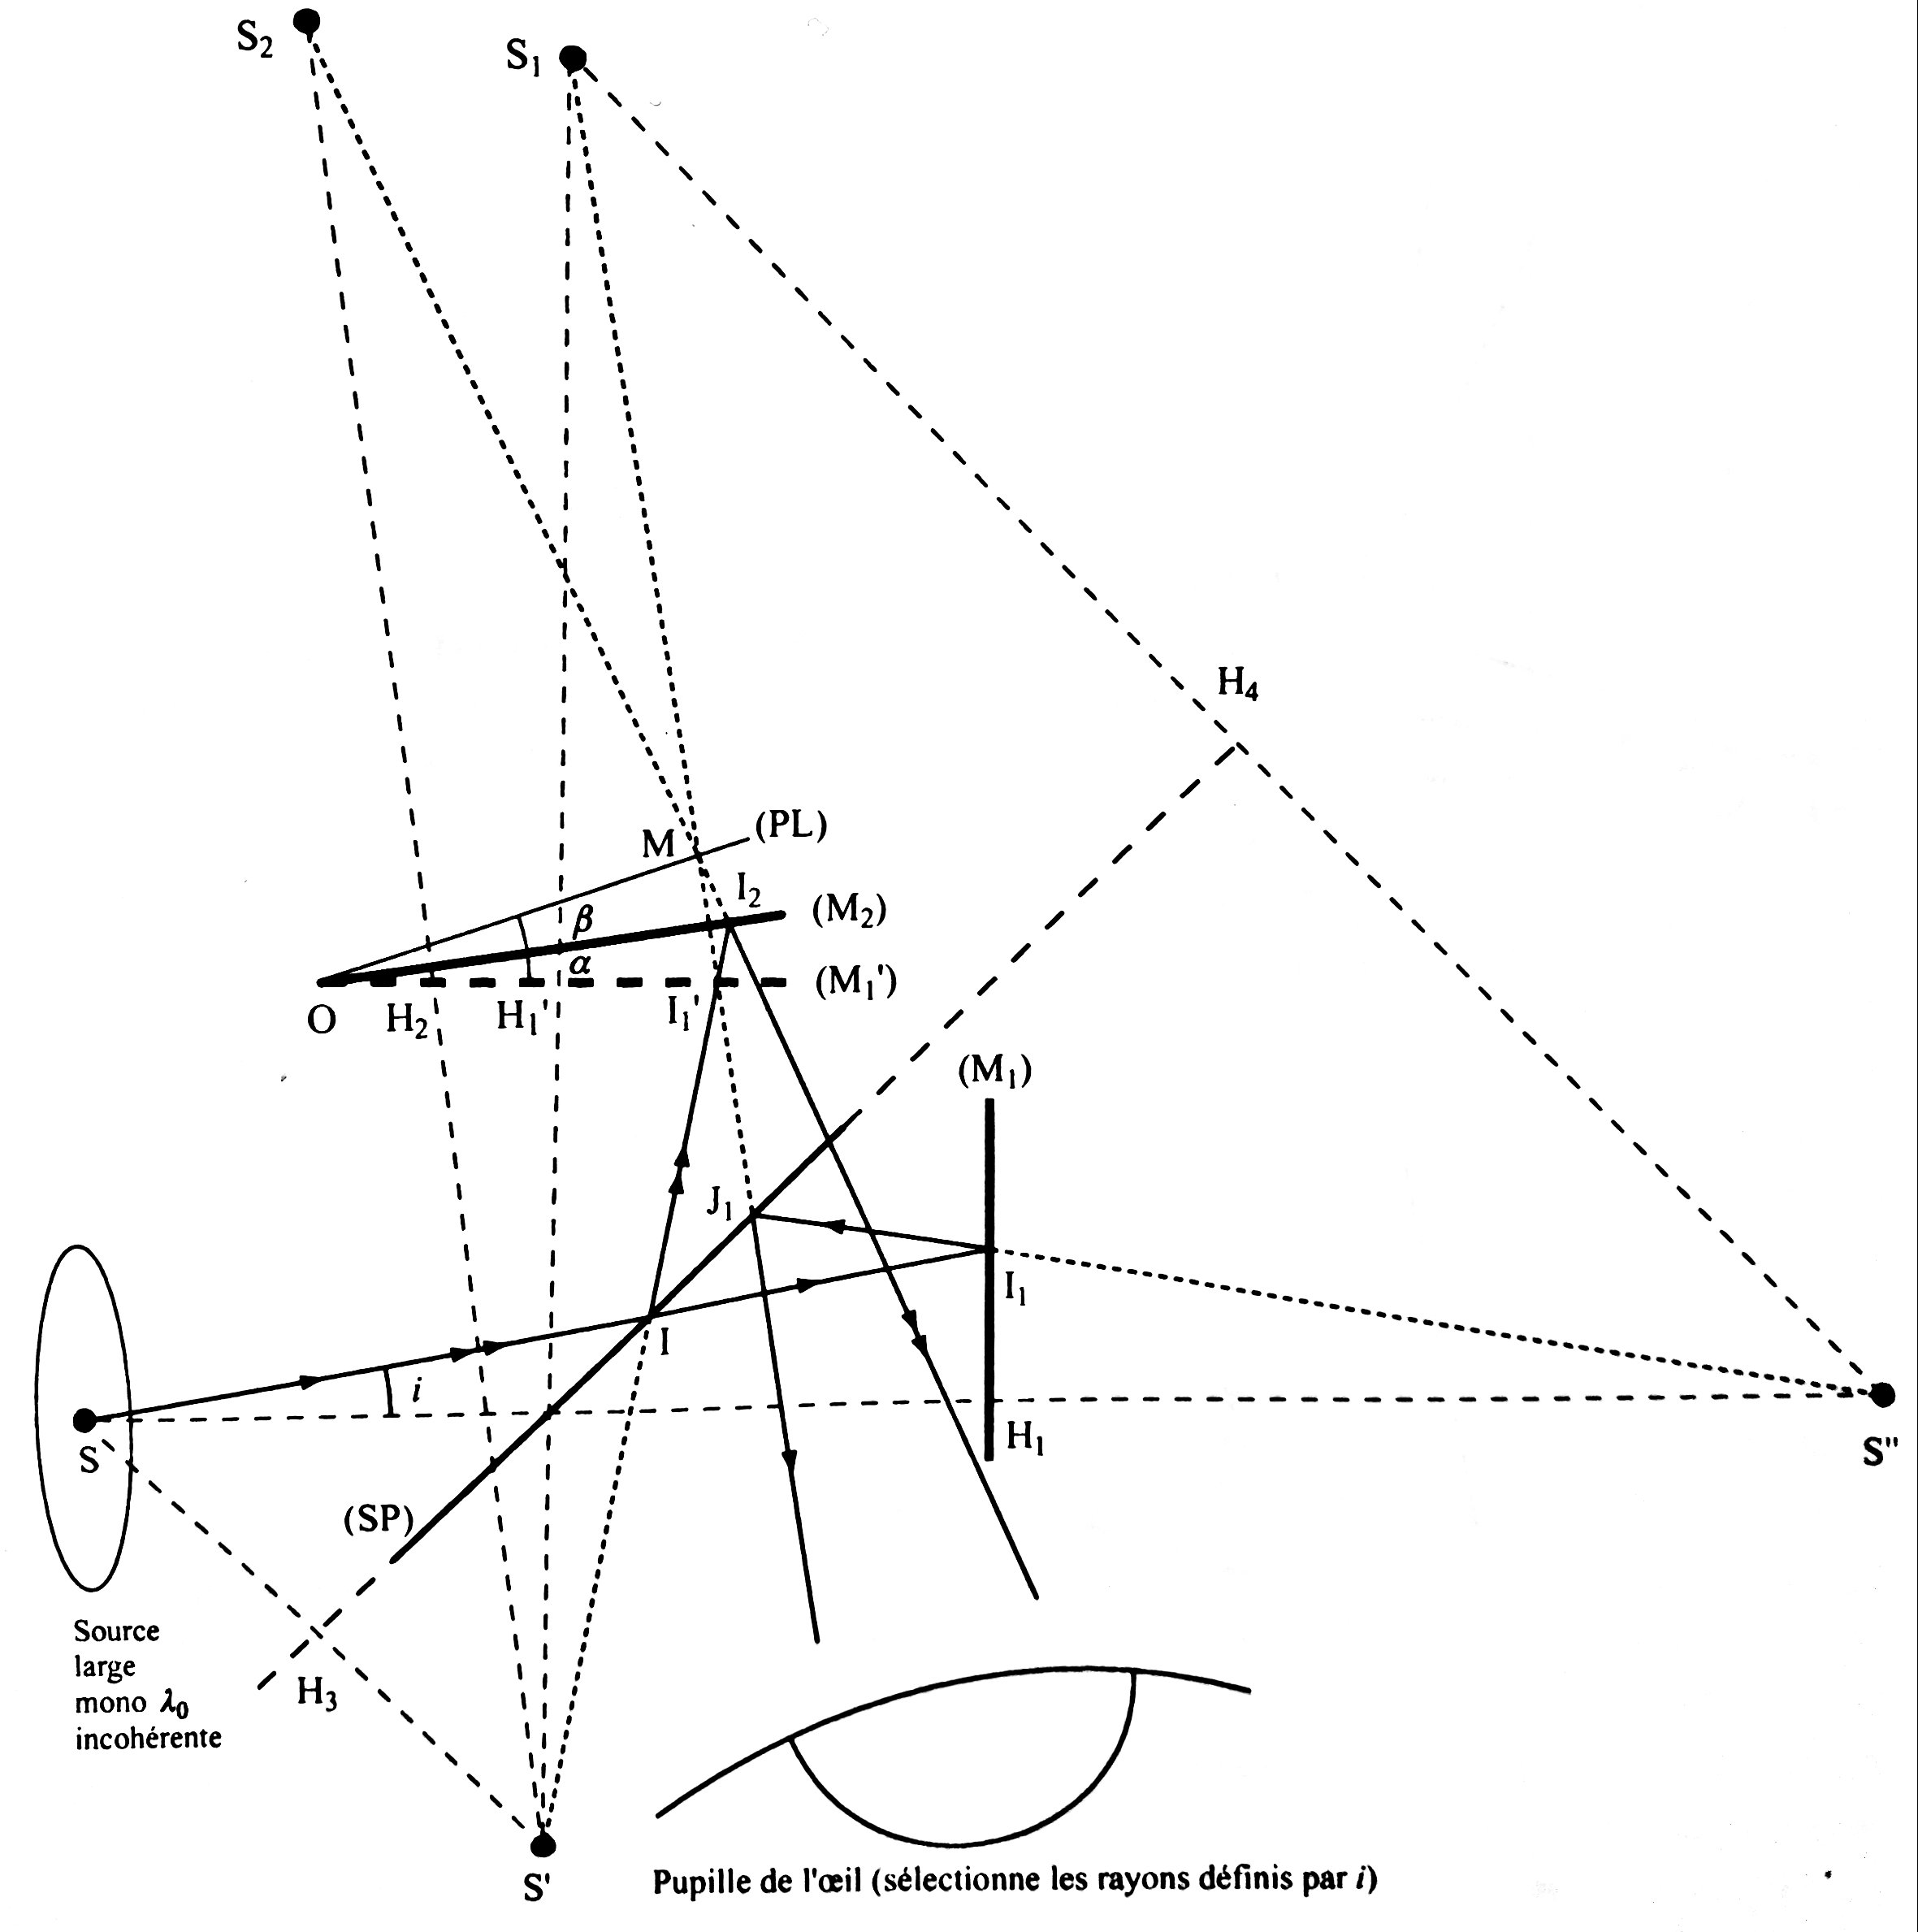 S₂
S₁
H₄
M
(PL)
I₂
β
(M₂)
α
(M₁')
O
H₂
H₁'
I₁'
(M₁)
J₁
I₁
I
i
S
H₁
S"
(SP)
Source
large
mono λ₀
incohérente
H₃
S'
Pupille de l'œil (sélectionne les rayons définis par i)